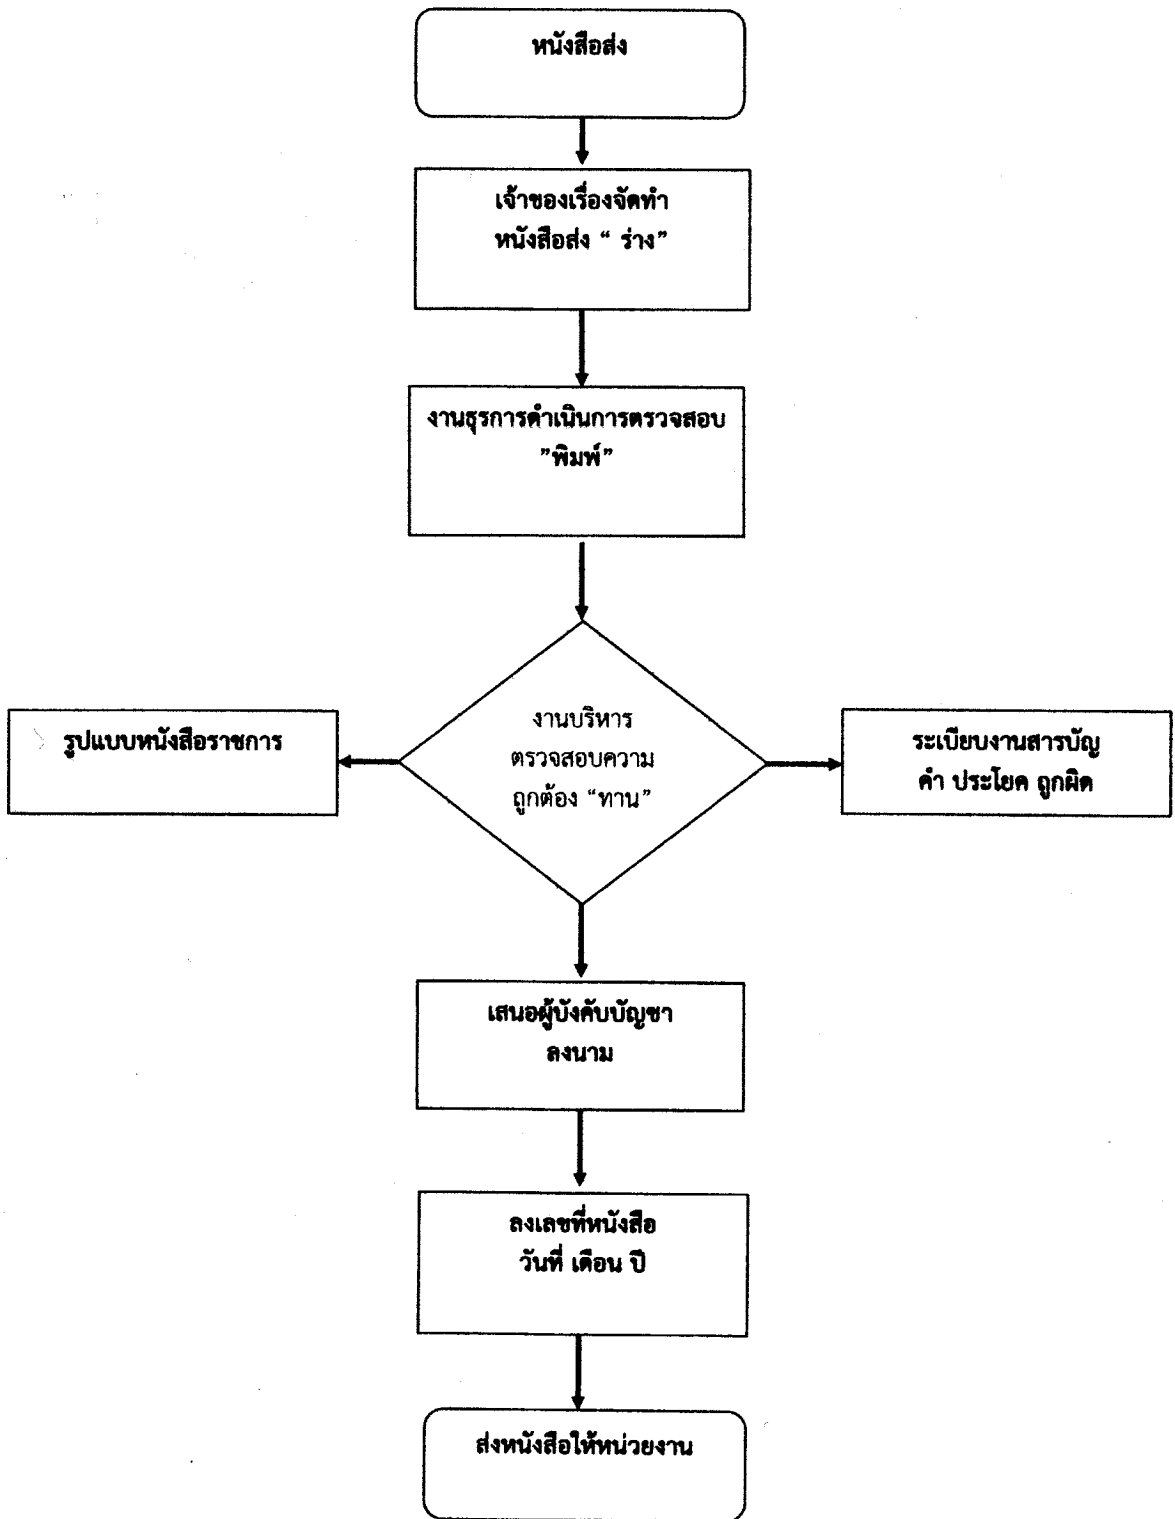 หนังสือส่ง
เจ้าของเรื่องจัดทำ
หนังสือส่ง “ ร่าง”
งานธุรการดำเนินการตรวจสอบ
”พิมพ์”
งานบริหาร
ตรวจสอบความ
ถูกต้อง “ทาน”
รูปแบบหนังสือราชการ
ระเบียบงานสารบัญ
คำ ประโยค ถูกผิด
เสนอผู้บังคับบัญชา
ลงนาม
ลงเลขที่หนังสือ
วันที่ เดือน ปี
ส่งหนังสือให้หน่วยงาน